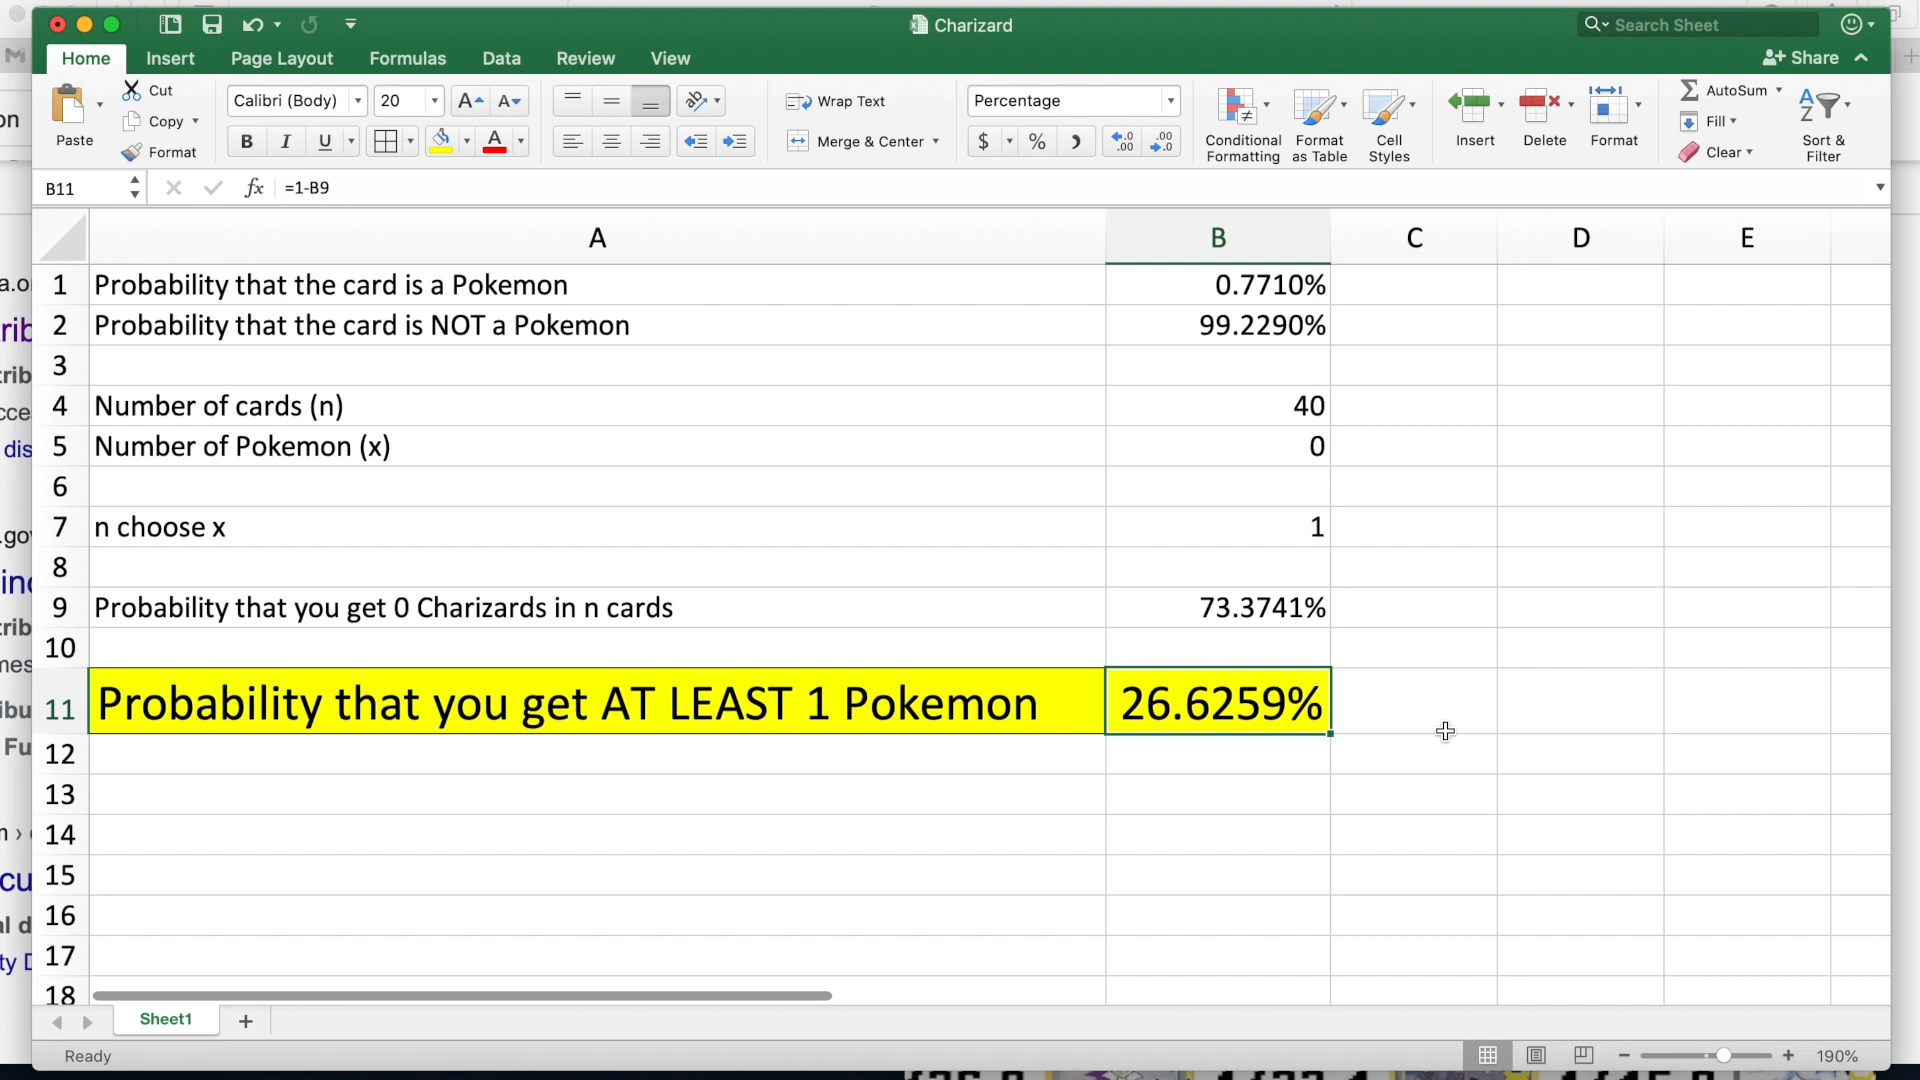 Charizard
Search Sheet
Home Insert Page Layout Formulas Data Review View
Share
Paste
Cut
Copy
Format
Calibri (Body) 20
B I U
Wrap Text
Merge & Center
Percentage
$ %
Conditional Formatting
Format as Table
Cell Styles
Insert
Delete
Format
AutoSum
Fill
Clear
Sort & Filter
B11 fx =1-B9
A B C D E
1 Probability that the card is a Pokemon 0.7710%
2 Probability that the card is NOT a Pokemon 99.2290%
3
4 Number of cards (n) 40
5 Number of Pokemon (x) 0
6
7 n choose x 1
8
9 Probability that you get 0 Charizards in n cards 73.3741%
10
11 Probability that you get AT LEAST 1 Pokemon 26.6259%
12
13
14
15
16
17
18
Sheet1 +
Ready
190%